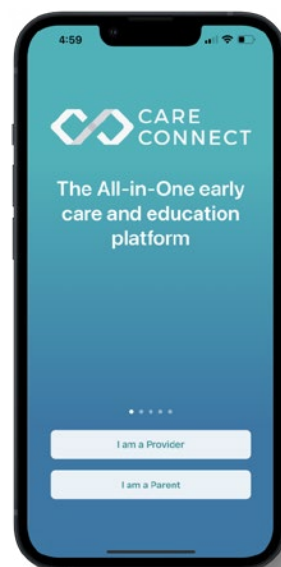 4:59
CARE
CONNECT
The All-in-One early
care and education
platform
I am a Provider
I am a Parent